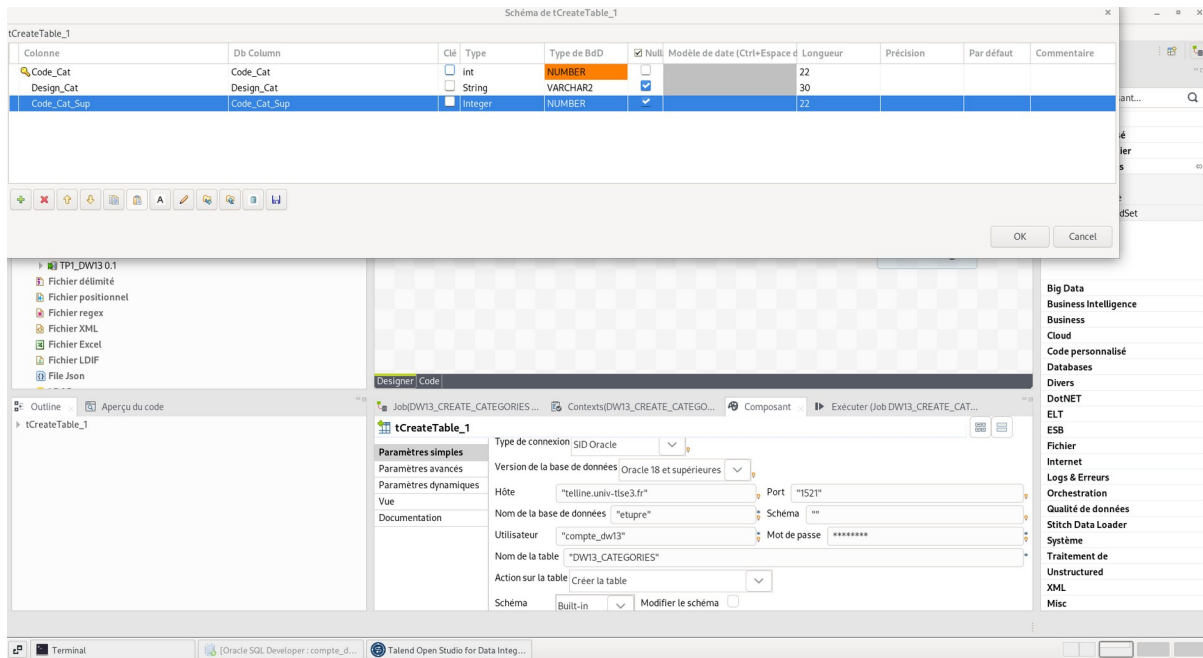 Schéma de tCreateTable_1
tCreateTable_1
Colonne Db Column Clé Type Type de BdD Null Modèle de date (Ctrl+Espace d Longueur Précision Par défaut Commentaire
Code_Cat Code_Cat int NUMBER 22
Design_Cat Design_Cat String VARCHAR2 30
Code_Cat_Sup Code_Cat_Sup Integer NUMBER 22
A
OK Cancel
ant...
é
ier
s
e
dSet
TP1_DW13 0.1
Fichier délimité
Fichier positionnel
Fichier regex
Fichier XML
Fichier Excel
Fichier LDIF
File Json
Designer Code
Big Data
Business Intelligence
Business
Cloud
Code personnalisé
Databases
Divers
DotNET
ELT
ESB
Fichier
Internet
Logs & Erreurs
Orchestration
Qualité de données
Stitch Data Loader
Système
Traitement de
Unstructured
XML
Misc
Outline Aperçu du code
tCreateTable_1
Job(DW13_CREATE_CATEGORIES ... Contexts(DW13_CREATE_CATEGO... Composant Exécuter (Job DW13_CREATE_CAT...
tCreateTable_1
Paramètres simples
Paramètres avancés
Paramètres dynamiques
Vue
Documentation
Type de connexion SID Oracle
Version de la base de données Oracle 18 et supérieures
Hôte "telline.univ-tlse3.fr" Port "1521"
Nom de la base de données "etupre" Schéma ""
Utilisateur "compte_dw13" Mot de passe ********
Nom de la table "DW13_CATEGORIES"
Action sur la table Créer la table
Schéma Built-in Modifier le schéma
Terminal [Oracle SQL Developer : compte_d... Talend Open Studio for Data Integ...